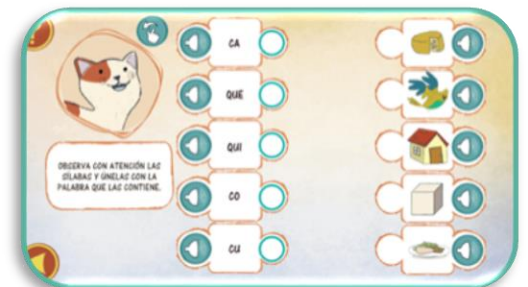 CA
QUE
QUI
CO
CU
OBSERVA CON ATENCIÓN LAS
SÍLABAS Y ÚNELAS CON LA
PALABRA QUE LAS CONTIENE.